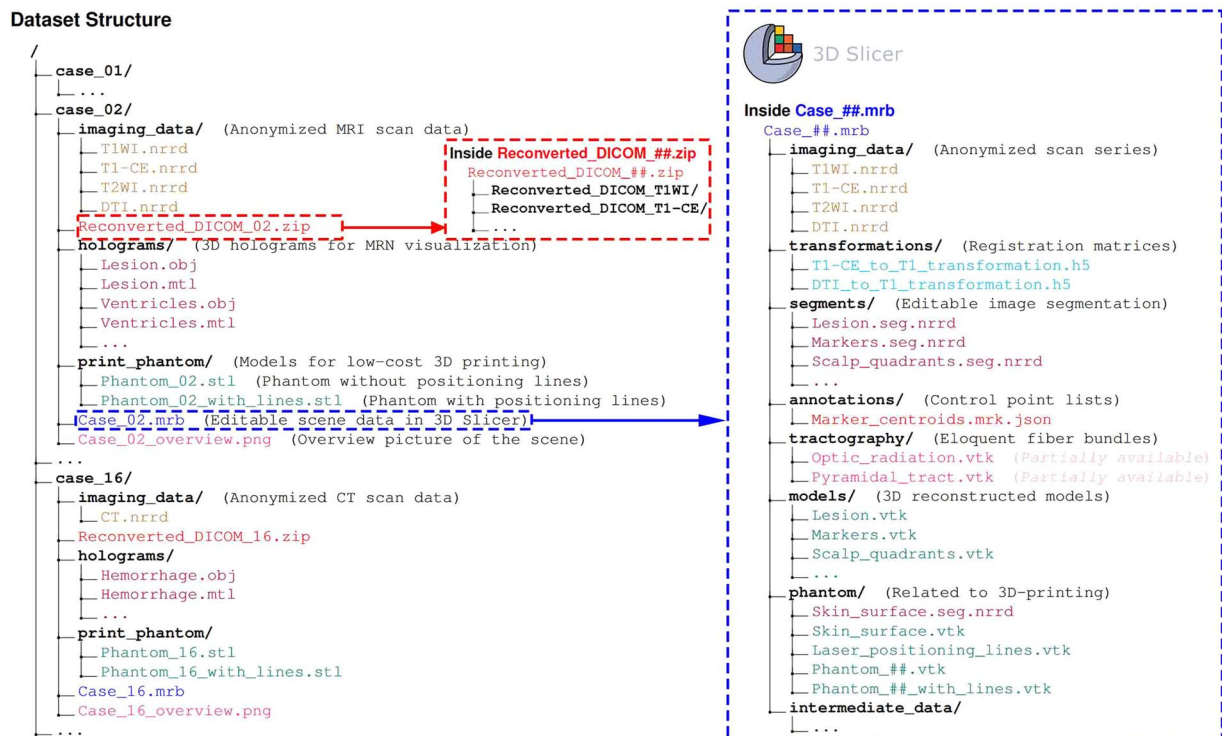 Dataset Structure
/
case_01/
...
case_02/
imaging_data/ (Anonymized MRI scan data)
T1WI.nrrd
T1-CE.nrrd
T2WI.nrrd
DTI.nrrd
Reconverted_DICOM_02.zip
holograms/ (3D holograms for MRN visualization)
Lesion.obj
Lesion.mtl
Ventricles.obj
Ventricles.mtl
...
print_phantom/ (Models for low-cost 3D printing)
Phantom_02.stl (Phantom without positioning lines)
Phantom_02_with_lines.stl (Phantom with positioning lines)
Case_02.mrb (Editable scene data in 3D Slicer)
Case_02_overview.png (Overview picture of the scene)
...
case_16/
imaging_data/ (Anonymized CT scan data)
CT.nrrd
Reconverted_DICOM_16.zip
holograms/
Hemorrhage.obj
Hemorrhage.mtl
...
print_phantom/
Phantom_16.stl
Phantom_16_with_lines.stl
Case_16.mrb
Case_16_overview.png
...
Inside Reconverted_DICOM_##.zip
Reconverted_DICOM_##.zip
Reconverted_DICOM_T1WI/
Reconverted_DICOM_T1-CE/
...
3D Slicer
Inside Case_##.mrb
Case_##.mrb
imaging_data/ (Anonymized scan series)
T1WI.nrrd
T1-CE.nrrd
T2WI.nrrd
DTI.nrrd
transformations/ (Registration matrices)
T1-CE_to_T1_transformation.h5
DTI_to_T1_transformation.h5
segments/ (Editable image segmentation)
Lesion.seg.nrrd
Markers.seg.nrrd
Scalp_quadrants.seg.nrrd
...
annotations/ (Control point lists)
Marker_centroids.mrk.json
tractography/ (Eloquent fiber bundles)
Optic_radiation.vtk (Partially available)
Pyramidal_tract.vtk (Partially available)
models/ (3D reconstructed models)
Lesion.vtk
Markers.vtk
Scalp_quadrants.vtk
...
phantom/ (Related to 3D-printing)
Skin_surface.seg.nrrd
Skin_surface.vtk
Laser_positioning_lines.vtk
Phantom_##.vtk
Phantom_##_with_lines.vtk
intermediate_data/
...